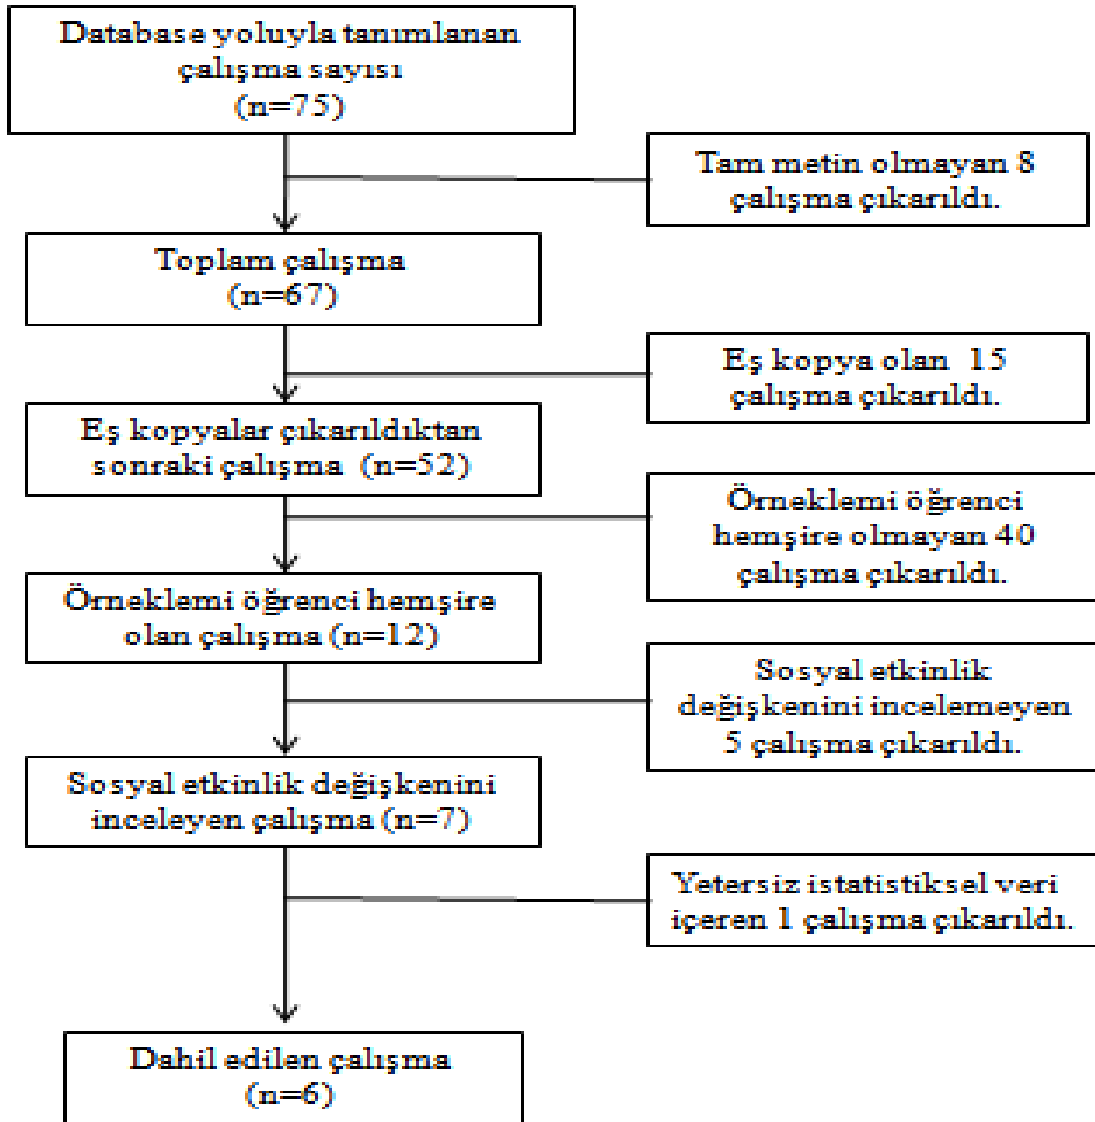 Database yoluyla tanımlanan
çalışma sayısı
(n=75)
Tam metin olmayan 8
çalışma çıkarıldı.
Toplam çalışma
(n=67)
Eş kopya olan 15
çalışma çıkarıldı.
Eş kopyalar çıkarıldıktan
sonraki çalışma (n=52)
Örneklemi öğrenci
hemşire olmayan 40
çalışma çıkarıldı.
Örneklemi öğrenci hemşire
olan çalışma (n=12)
Sosyal etkinlik
değişkenini incelemeyen
5 çalışma çıkarıldı.
Sosyal etkinlik değişkenini
inceleyen çalışma (n=7)
Yetersiz istatistiksel veri
içeren 1 çalışma çıkarıldı.
Dahil edilen çalışma
(n=6)